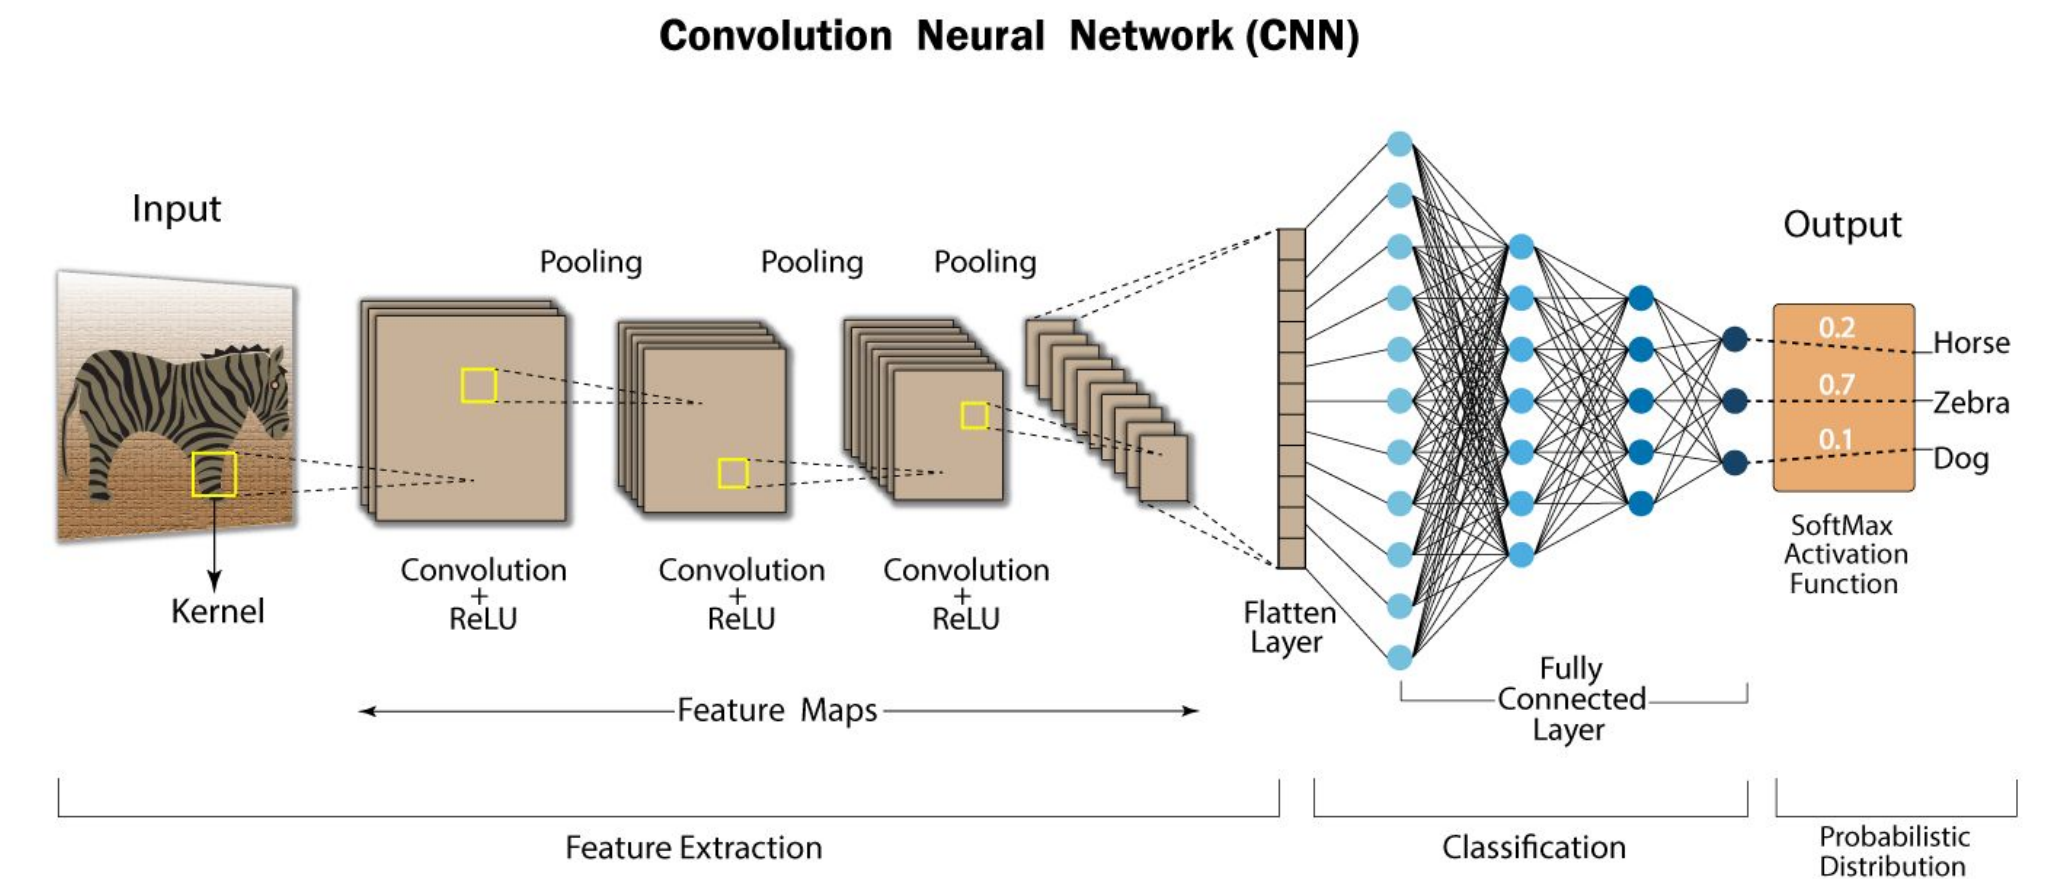 Convolution Neural Network (CNN)
Input
Kernel
Pooling
Pooling
Pooling
Convolution
+
ReLU
Convolution
+
ReLU
Convolution
+
ReLU
Feature Maps
Flatten
Layer
Fully
Connected
Layer
Output
0.2
Horse
0.7
Zebra
0.1
Dog
SoftMax
Activation
Function
Feature Extraction
Classification
Probabilistic
Distribution